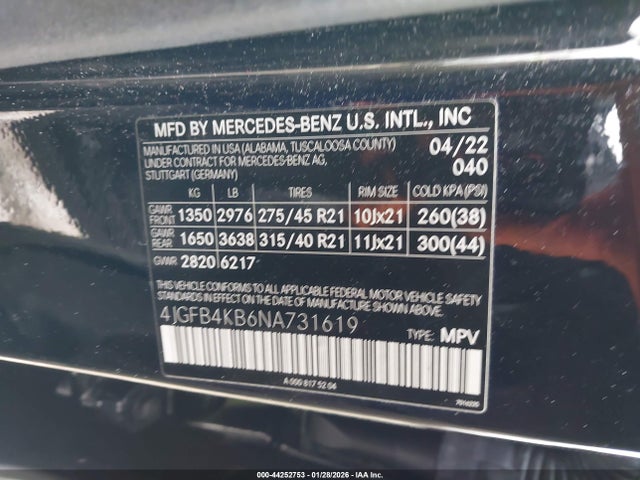 MFD BY MERCEDES-BENZ U.S. INTL., INC
MANUFACTURED IN USA (ALABAMA, TUSCALOOSA COUNTY) 04/22
UNDER CONTRACT FOR MERCEDES-BENZ AG, 040
STUTTGART (GERMANY)
KG LB TIRES RIM SIZE COLD KPA (PSI)
GAWR FRONT 1350 2976 275/45 R21 10Jx21 260(38)
GAWR REAR 1650 3638 315/40 R21 11Jx21 300(44)
GVWR 2820 6217
THIS VEHICLE CONFORMS TO ALL APPLICABLE FEDERAL MOTOR VEHICLE SAFETY
STANDARDS IN EFFECT ON THE DATE OF MANUFACTURE SHOWN ABOVE.
4JGFB4KB6NA731619 TYPE: MPV
A 000 817 52 04
000-44252753 | 01/28/2026 - IAA Corp.